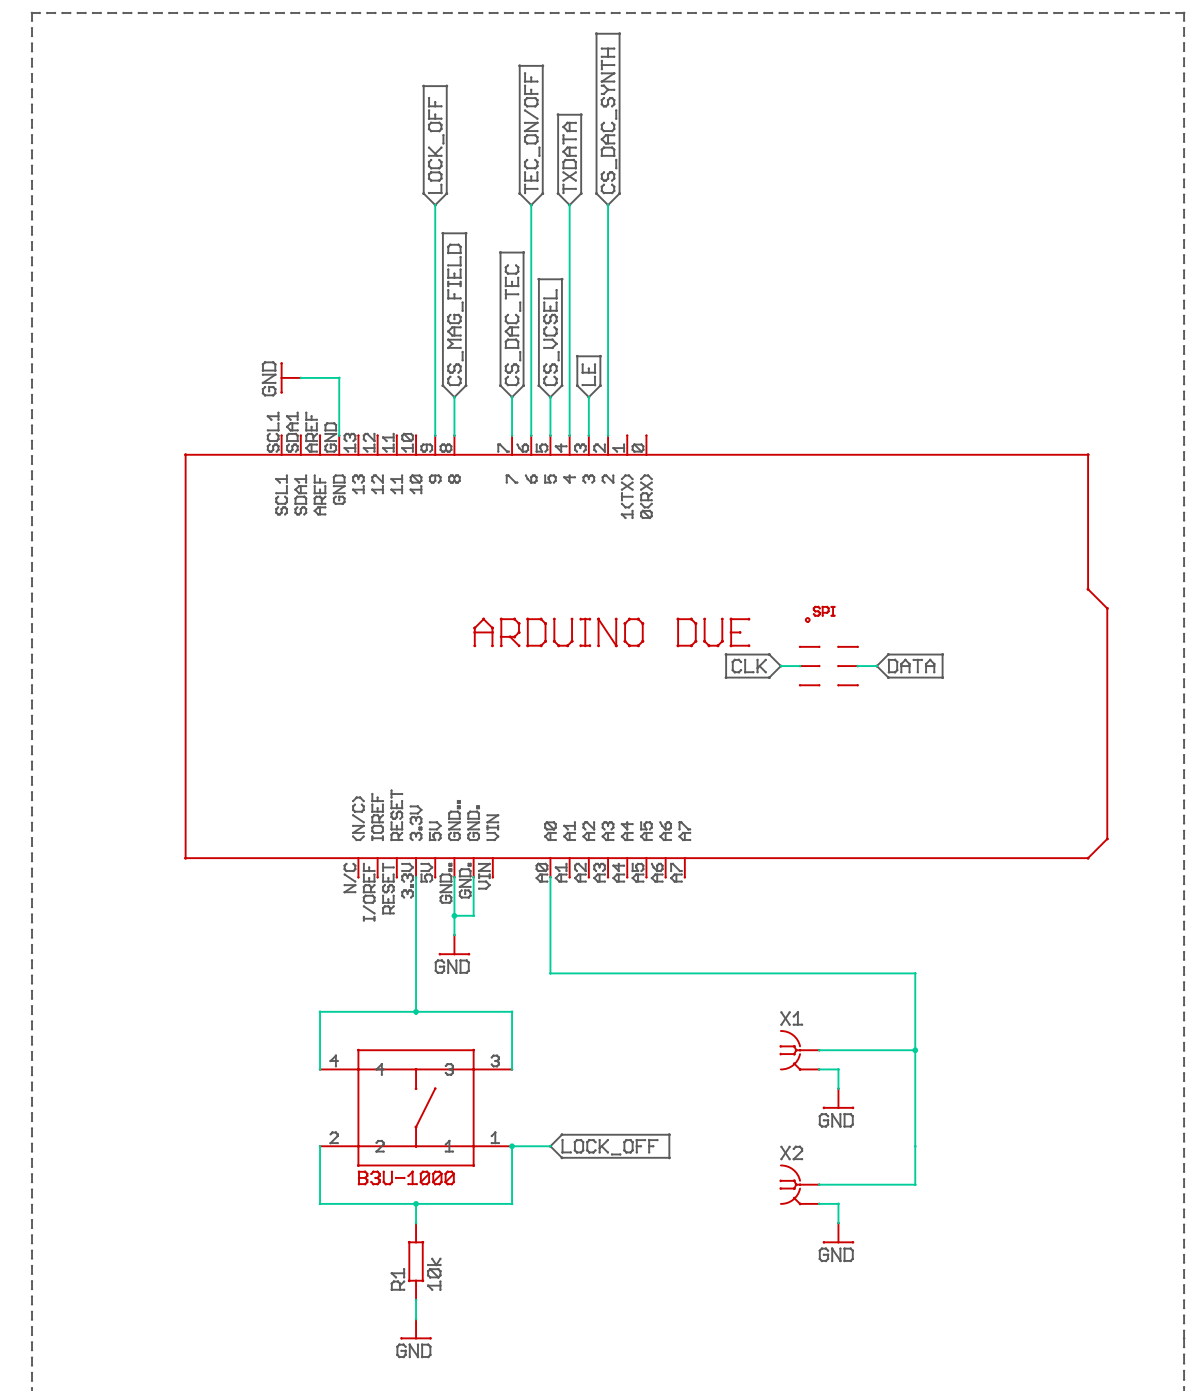 LOCK_OFF
TEC_ON/OFF
TXDATA
CS_DAC_SYNTH
CS_MAG_FIELD
CS_DAC_TEC
CS_VCSEL
LE
GND
SCL1
SDA1
AREF
GND
13
12
11
10
9
8
7
6
5
4
3
2
1
0
SCL1
SDA1
AREF
GND
13
12
11
10
9
8
7
6
5
4
3
2
1(TX)
0(RX)
SPI
ARDUINO DUE
CLK
DATA
(N/C)
IOREF
RESET
3.3V
5V
GND..
GND.
VIN
A0
A1
A2
A3
A4
A5
A6
A7
N/C
I/OREF
RESET
3.3V
5V
GND..
GND.
VIN
A0
A1
A2
A3
A4
A5
A6
A7
GND
X1
GND
4
4
3
3
2
2
1
1
LOCK_OFF
B3U-1000
X2
GND
R1
10k
GND